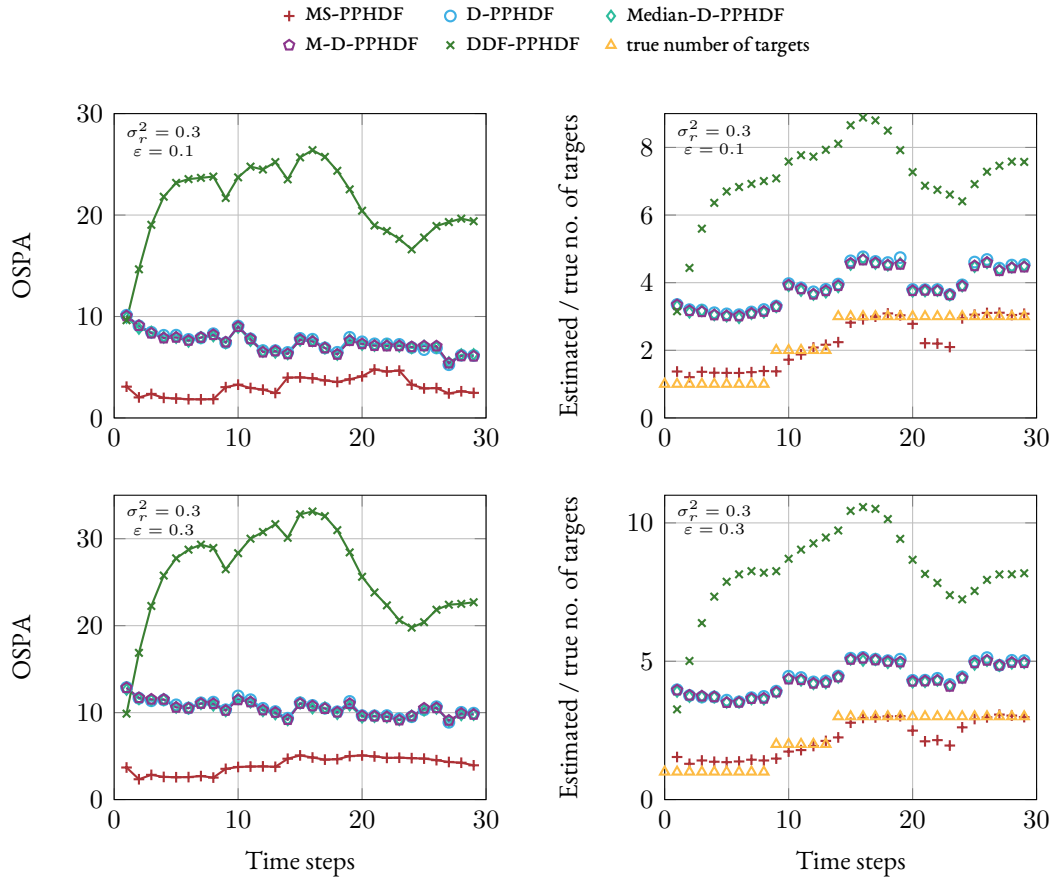 MS-PPHDF D-PPHDF Median-D-PPHDF
M-D-PPHDF DDF-PPHDF true number of targets
OSPA
30
20
10
0
σ_r^2 = 0.3
ε = 0.1
0 10 20 30
Estimated / true no. of targets
8
6
4
2
0
σ_r^2 = 0.3
ε = 0.1
0 10 20 30
OSPA
30
20
10
0
σ_r^2 = 0.3
ε = 0.3
0 10 20 30
Time steps
Estimated / true no. of targets
10
5
0
σ_r^2 = 0.3
ε = 0.3
0 10 20 30
Time steps